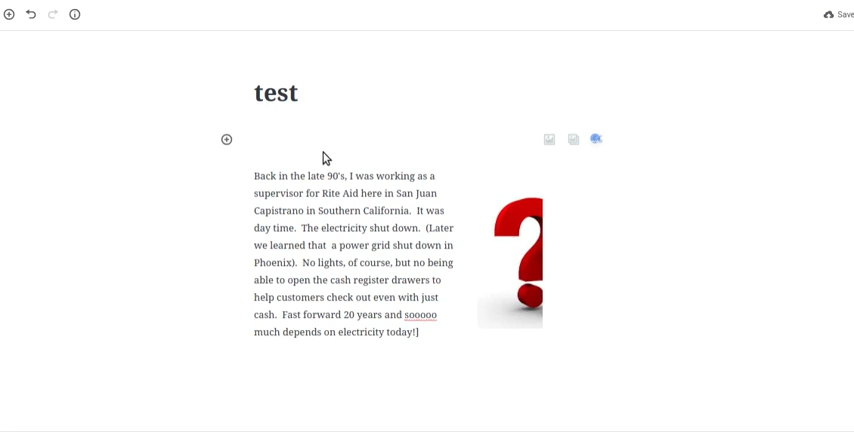 Save
test
Back in the late 90's, I was working as a
supervisor for Rite Aid here in San Juan
Capistrano in Southern California.  It was
day time.  The electricity shut down.  (Later
we learned that  a power grid shut down in
Phoenix).  No lights, of course, but no being
able to open the cash register drawers to
help customers check out even with just
cash.  Fast forward 20 years and sooooo
much depends on electricity today!]
?